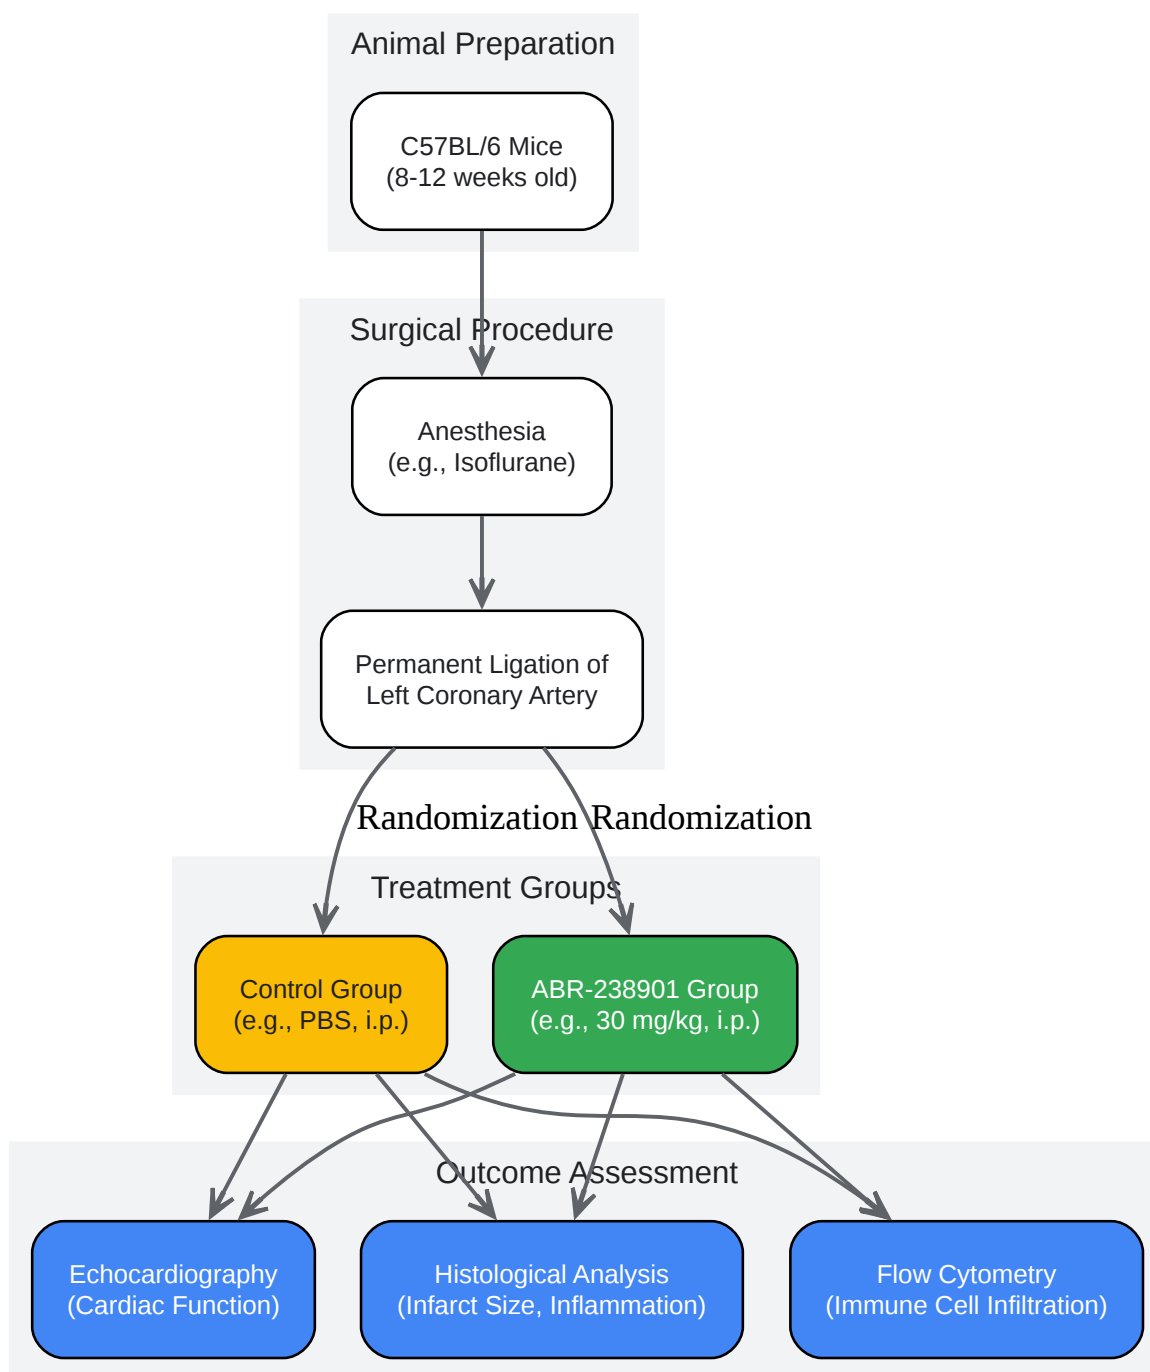 Animal Preparation
C57BL/6 Mice
(8-12 weeks old)
Surgical Procedure
Anesthesia
(e.g., Isoflurane)
Permanent Ligation of
Left Coronary Artery
Randomization Randomization
Treatment Groups
Control Group
(e.g., PBS, i.p.)
ABR-238901 Group
(e.g., 30 mg/kg, i.p.)
Outcome Assessment
Echocardiography
(Cardiac Function)
Histological Analysis
(Infarct Size, Inflammation)
Flow Cytometry
(Immune Cell Infiltration)